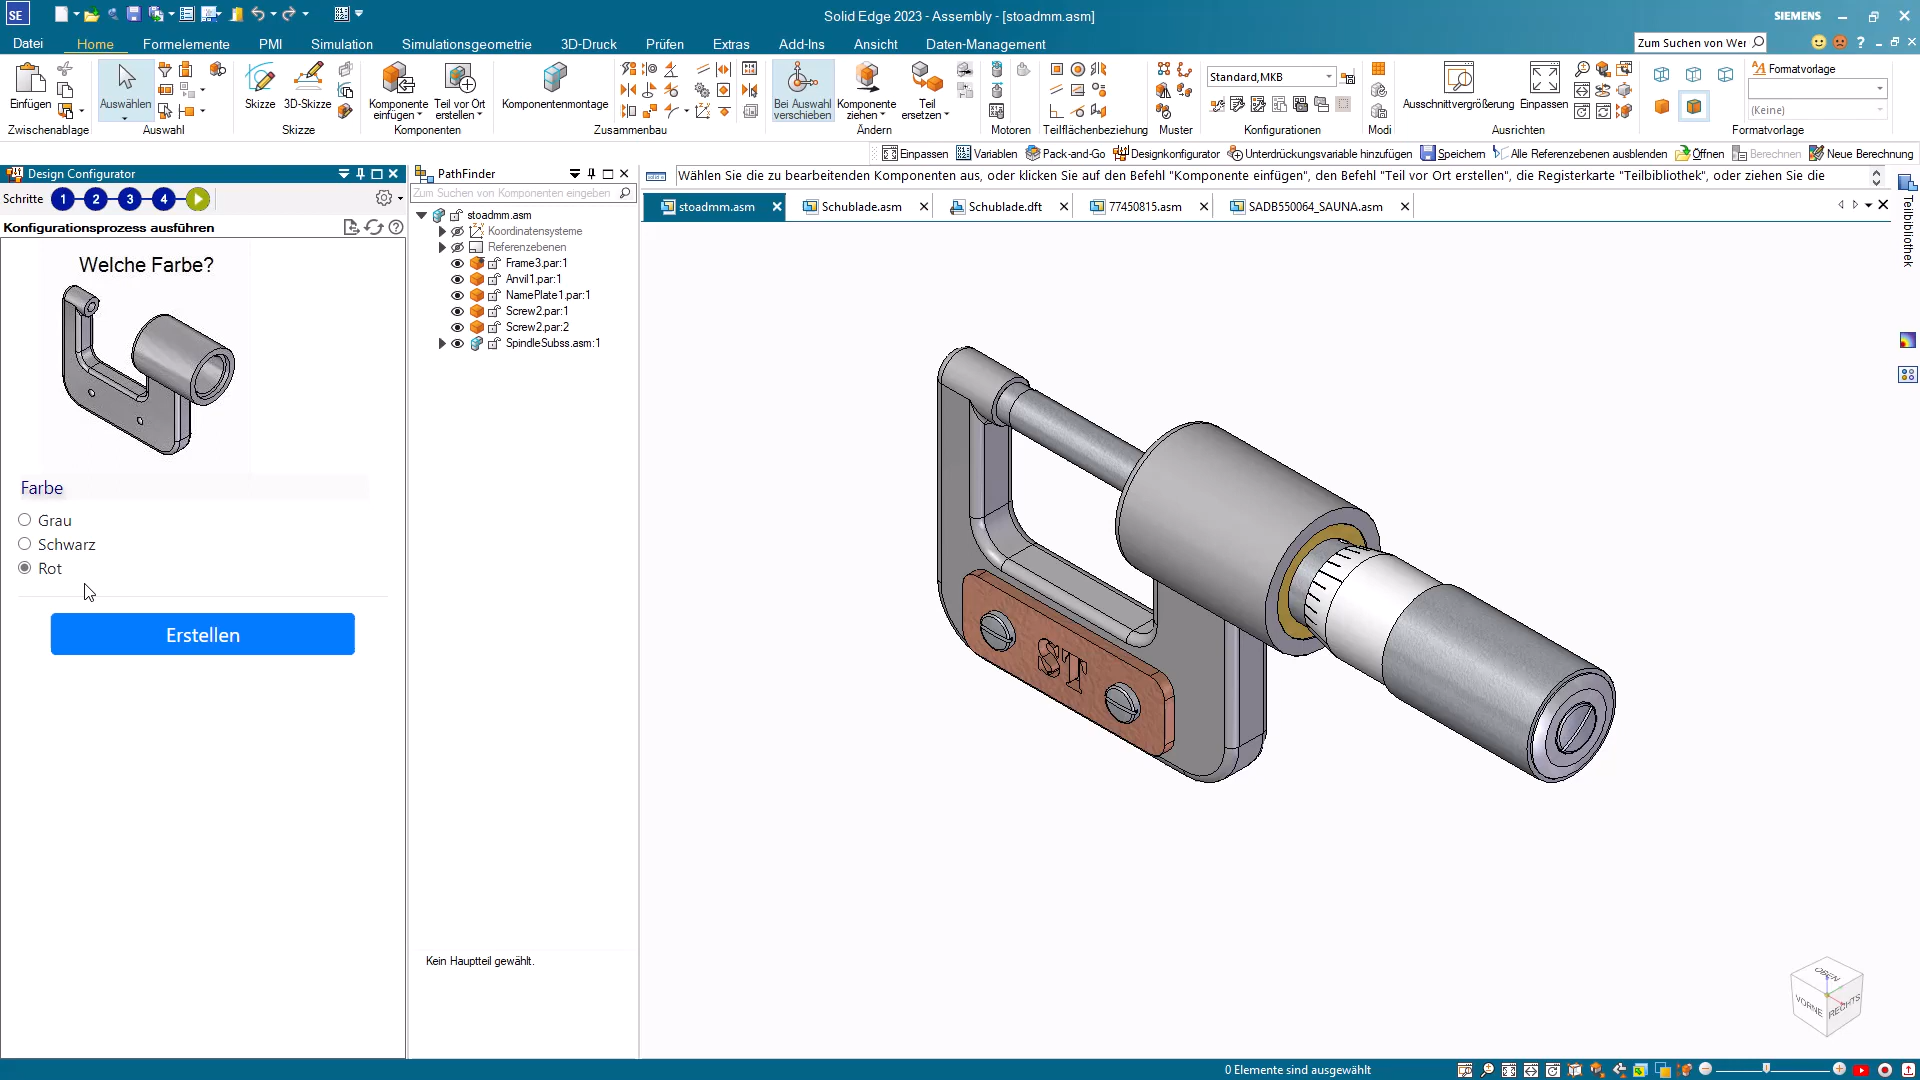 SE
Solid Edge 2023 - Assembly - [stoadmm.asm]
SIEMENS
Datei
Home
Formelemente
PMI
Simulation
Simulationsgeometrie
3D-Druck
Prüfen
Extras
Add-Ins
Ansicht
Daten-Management
Zum Suchen von Wer
Einfügen
Auswählen
Skizze
3D-Skizze
Komponente einfügen
Teil vor Ort erstellen
Komponentenmontage
Bei Auswahl verschieben
Komponente ziehen
Teil ersetzen
Standard,MKB
Ausschnittvergrößerung
Einpassen
Formatvorlage
(Keine)
Zwischenablage
Auswahl
Skizze
Komponenten
Zusammenbau
Ändern
Motoren
Teilflächenbeziehung
Muster
Konfigurationen
Modi
Ausrichten
Formatvorlage
Einpassen
Variablen
Pack-and-Go
Designkonfigurator
Unterdrückungsvariable hinzufügen
Speichern
Alle Referenzebenen ausblenden
Öffnen
Berechnen
Neue Berechnung
Design Configurator
Schritte 1 2 3 4
Konfigurationsprozess ausführen
Welche Farbe?
Farbe
Grau
Schwarz
Rot
Erstellen
PathFinder
Zum Suchen von Komponenten eingeben
stoadmm.asm
Koordinatensysteme
Referenzebenen
Frame3.par:1
Anvil1.par:1
NamePlate1.par:1
Screw2.par:1
Screw2.par:2
SpindleSubss.asm:1
Kein Hauptteil gewählt.
Wählen Sie die zu bearbeitenden Komponenten aus, oder klicken Sie auf den Befehl "Komponente einfügen", den Befehl "Teil vor Ort erstellen", die Registerkarte "Teilbibliothek", oder ziehen Sie die
stoadmm.asm
Schublade.asm
Schublade.dft
77450815.asm
SADB550064_SAUNA.asm
Teilbibliothek
ST
OBEN
VORNE
RECHTS
0 Elemente sind ausgewählt